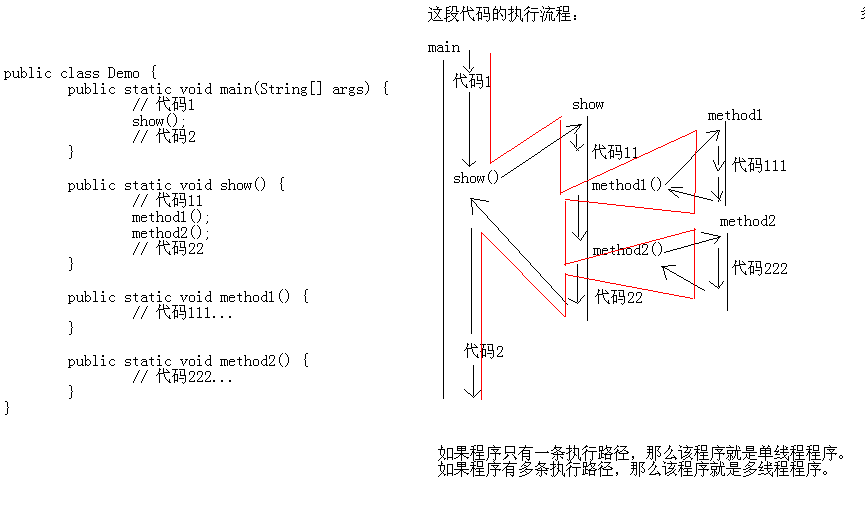 这段代码的执行流程：
public class Demo {
public static void main(String[] args) {
// 代码1
show();
// 代码2
}
public static void show() {
// 代码11
method1();
method2();
// 代码22
}
public static void method1() {
// 代码111...
}
public static void method2() {
// 代码222...
}
}
main
代码1
show()
代码2
show
代码11
method1()
method2()
代码22
method1
代码111
method2
代码222
如果程序只有一条执行路径，那么该程序就是单线程程序。
如果程序有多条执行路径，那么该程序就是多线程程序。